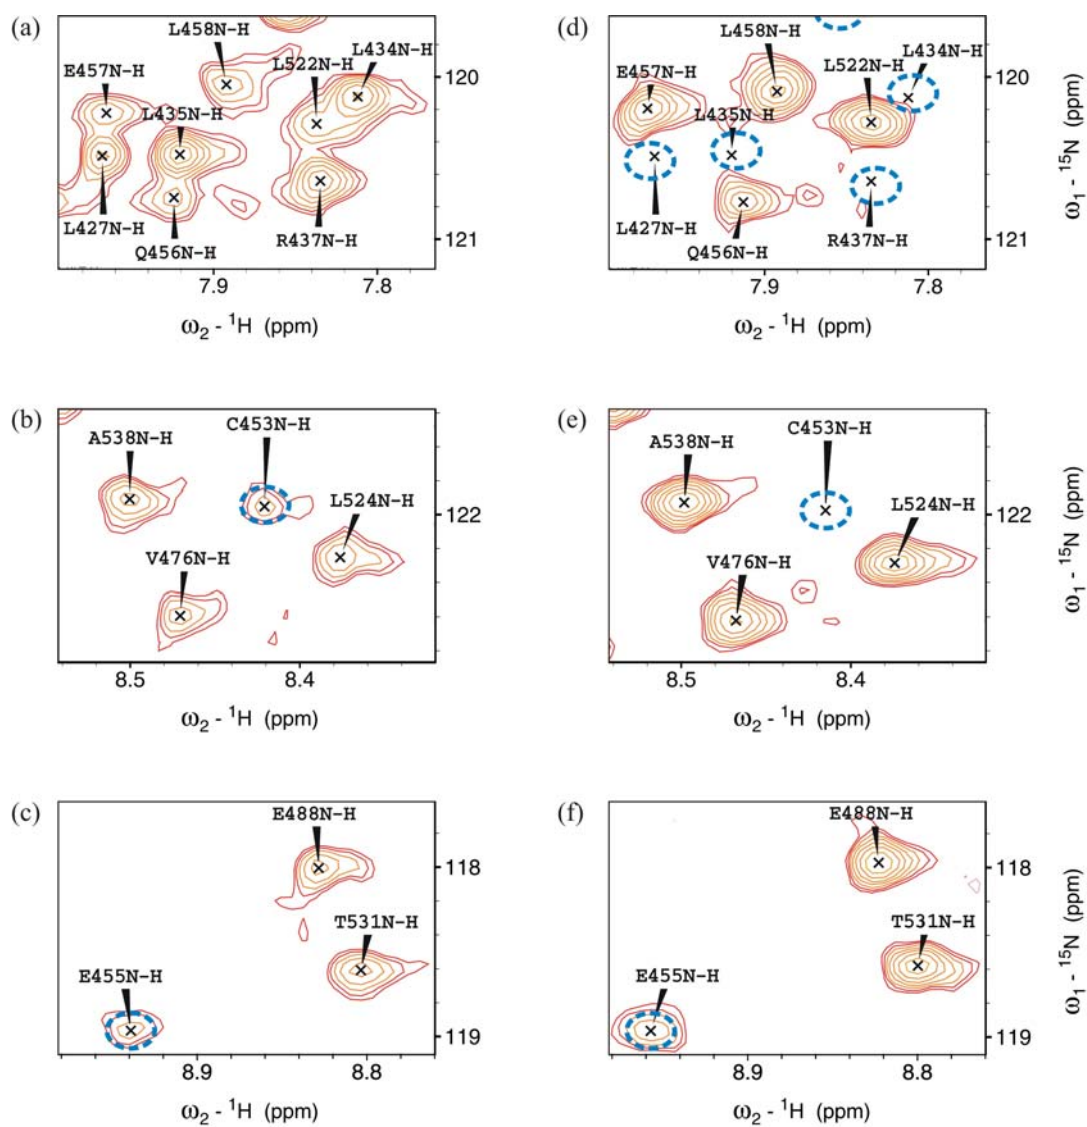 (a)
L458N-H
L434N-H
E457N-H
L522N-H
L435N-H
L427N-H
Q456N-H
R437N-H
120
121
7.9
7.8
ω2 - 1H (ppm)
(d)
L458N-H
L434N-H
E457N-H
L522N-H
L435N-H
L427N-H
Q456N-H
R437N-H
120
121
ω1 - 15N (ppm)
7.9
7.8
ω2 - 1H (ppm)
(b)
C453N-H
A538N-H
L524N-H
V476N-H
122
8.5
8.4
ω2 - 1H (ppm)
(e)
C453N-H
A538N-H
L524N-H
V476N-H
122
ω1 - 15N (ppm)
8.5
8.4
ω2 - 1H (ppm)
(c)
E488N-H
T531N-H
E455N-H
118
119
8.9
8.8
ω2 - 1H (ppm)
(f)
E488N-H
T531N-H
E455N-H
118
119
ω1 - 15N (ppm)
8.9
8.8
ω2 - 1H (ppm)